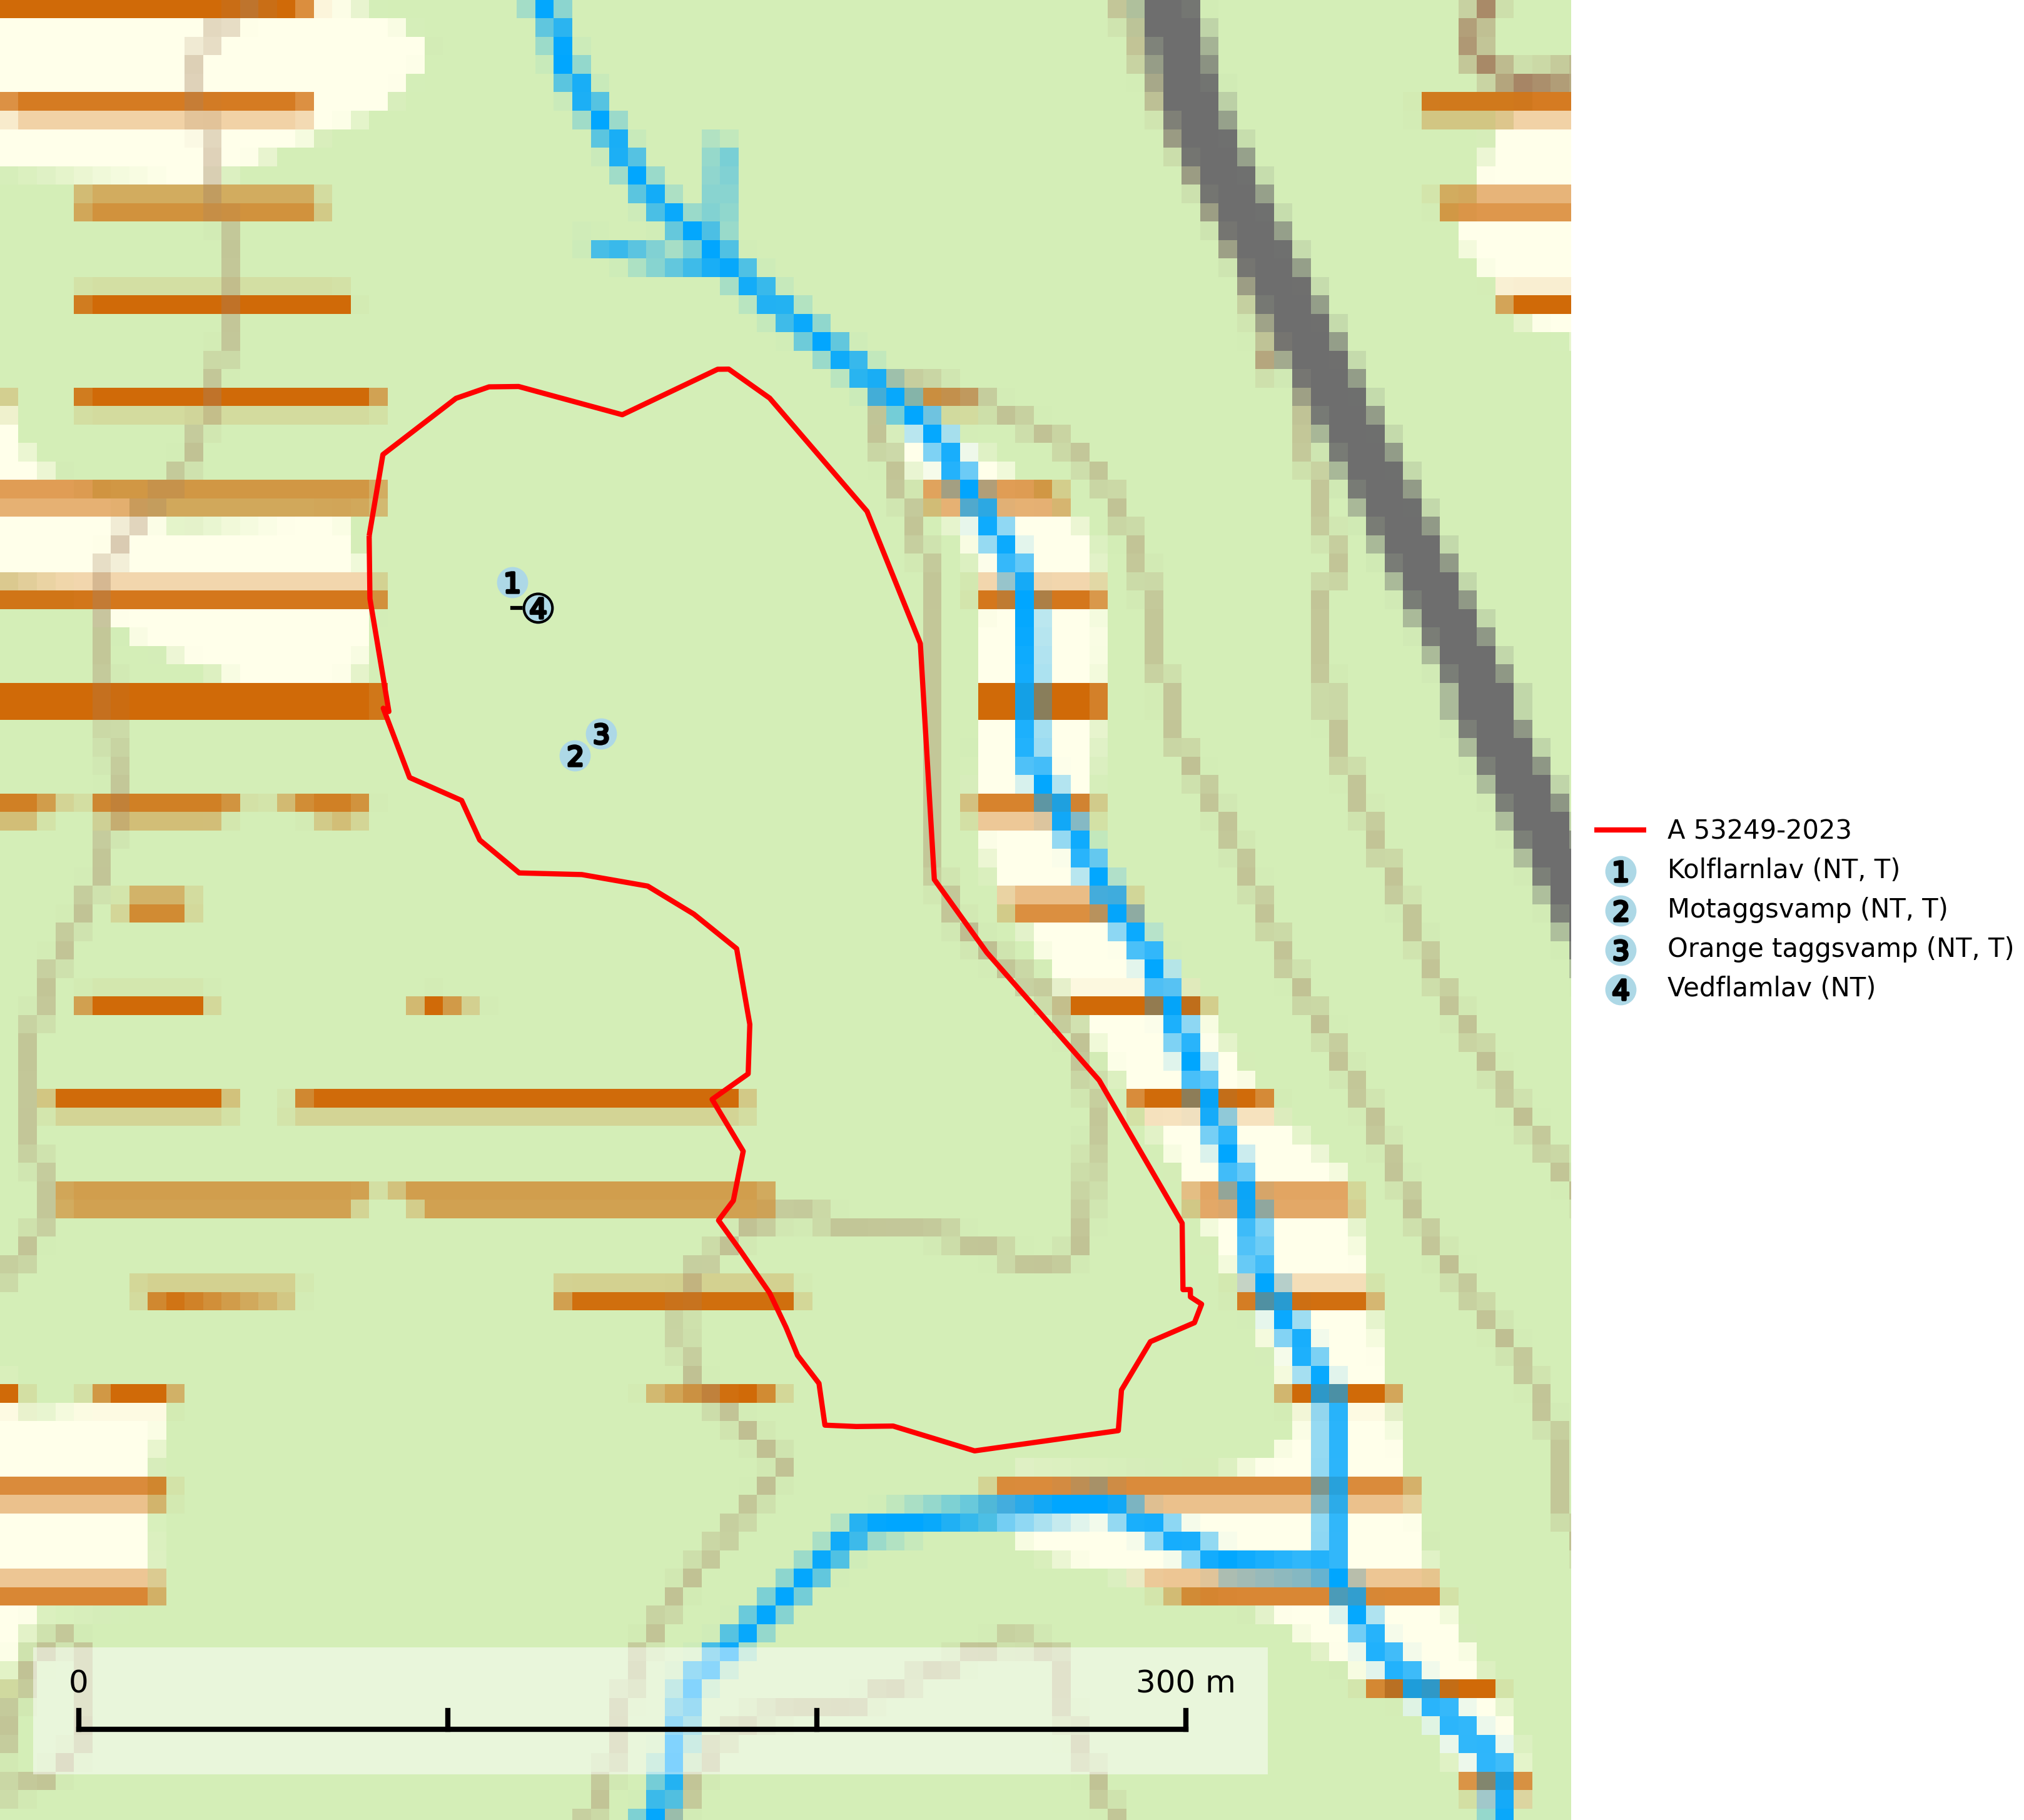 1
4
3
2
A 53249-2023
1 Kolflarnlav (NT, T)
2 Motaggsvamp (NT, T)
3 Orange taggsvamp (NT, T)
4 Vedflamlav (NT)
0 300 m